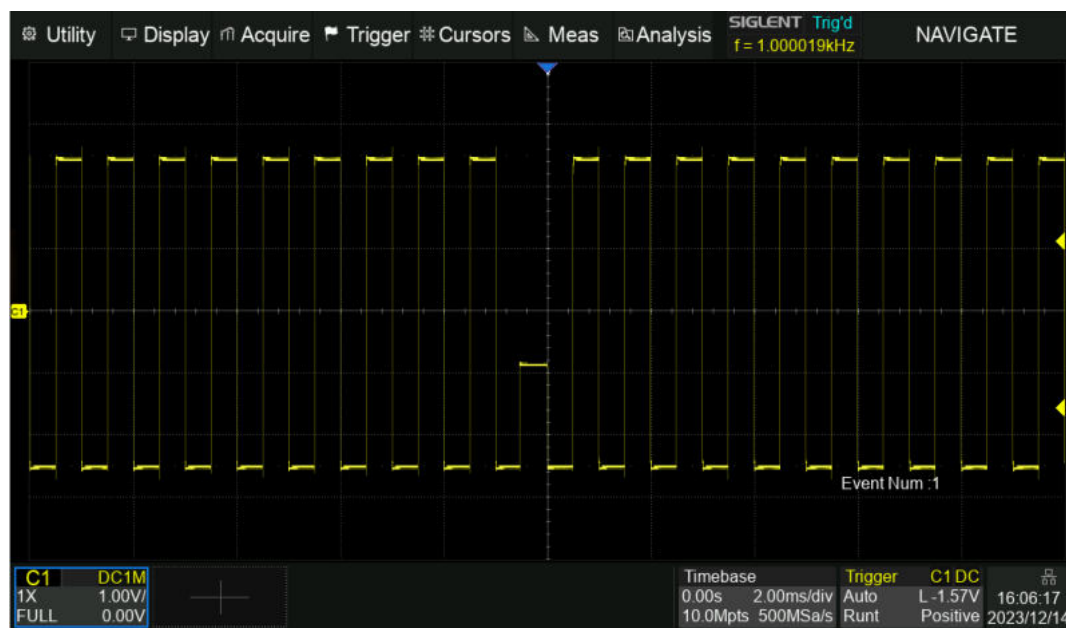 Utility Display Acquire Trigger Cursors Meas Analysis SIGLENT Trig'd NAVIGATE
f = 1.000019kHz
C1
Event Num :1
C1 DC1M
1X 1.00V/
FULL 0.00V
Timebase
0.00s 2.00ms/div
10.0Mpts 500MSa/s
Trigger C1 DC
Auto L -1.57V
Runt Positive
16:06:17
2023/12/14